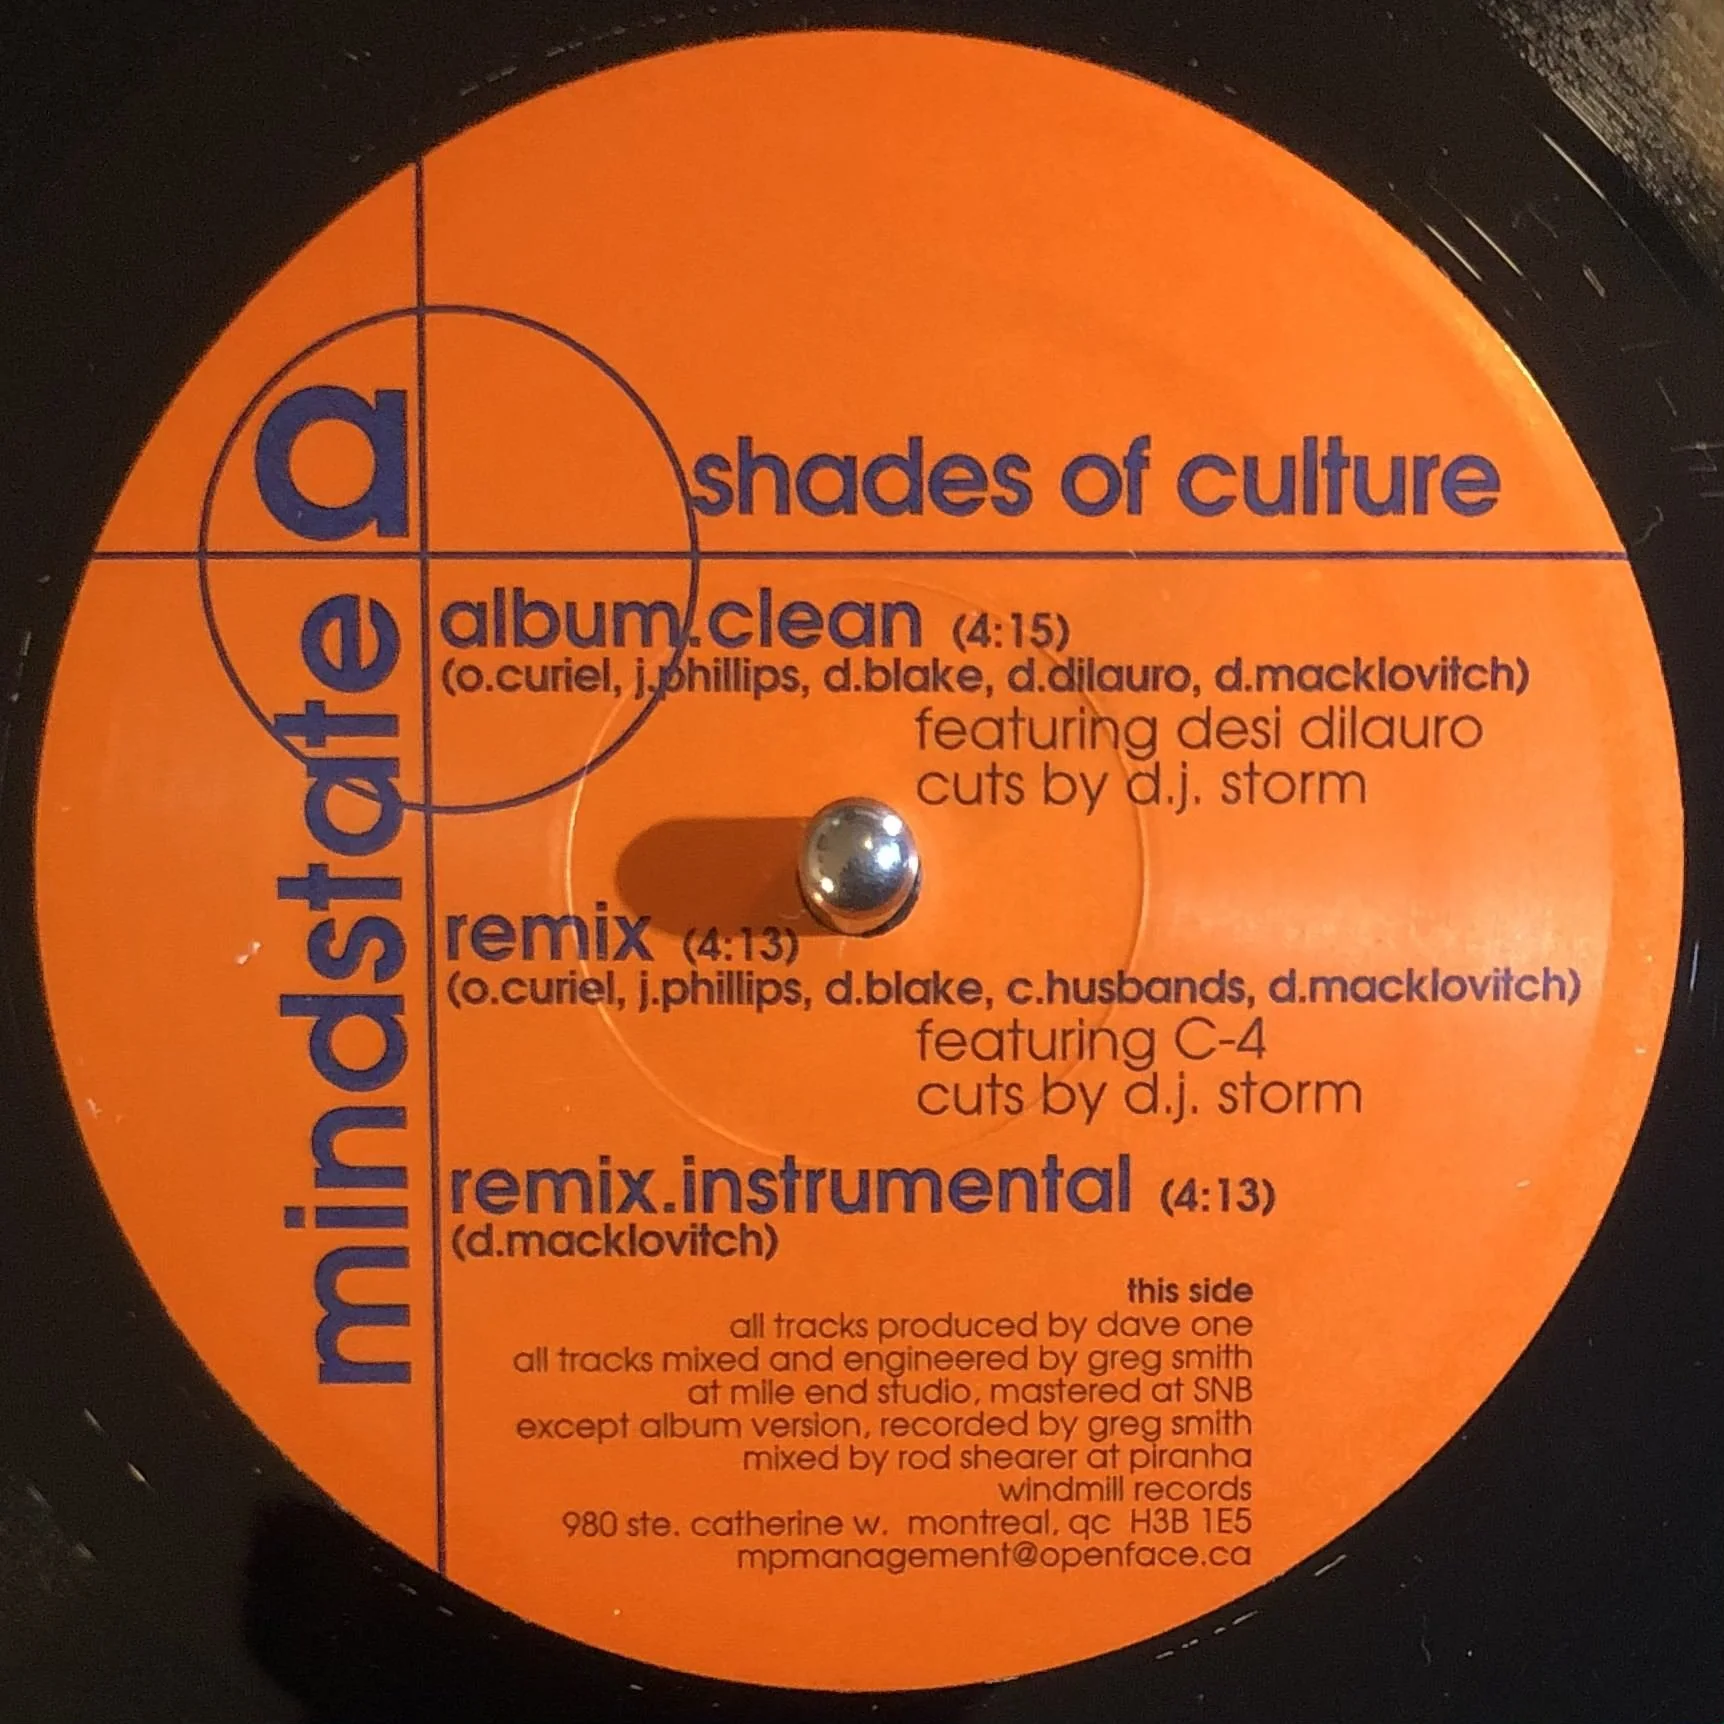 a
mindstate
shades of culture
album.clean (4:15)
(o.curiel, j.phillips, d.blake, d.dilauro, d.macklovitch)
featuring desi dilauro
cuts by d.j. storm
remix (4:13)
(o.curiel, j.phillips, d.blake, c.husbands, d.macklovitch)
featuring C-4
cuts by d.j. storm
remix.instrumental (4:13)
(d.macklovitch)
this side
all tracks produced by dave one
all tracks mixed and engineered by greg smith
at mile end studio, mastered at SNB
except album version, recorded by greg smith
mixed by rod shearer at piranha
windmill records
980 ste. catherine w. montreal, qc H3B 1E5
mpmanagement@openface.ca